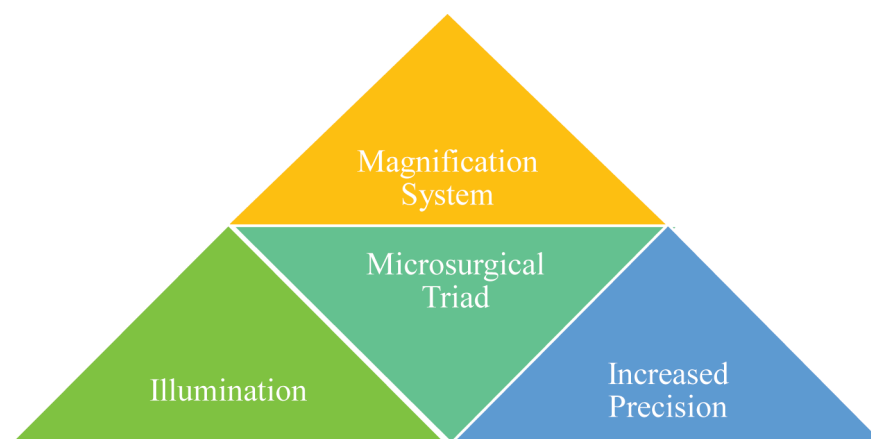 Magnification
System
Microsurgical
Triad
Illumination
Increased
Precision